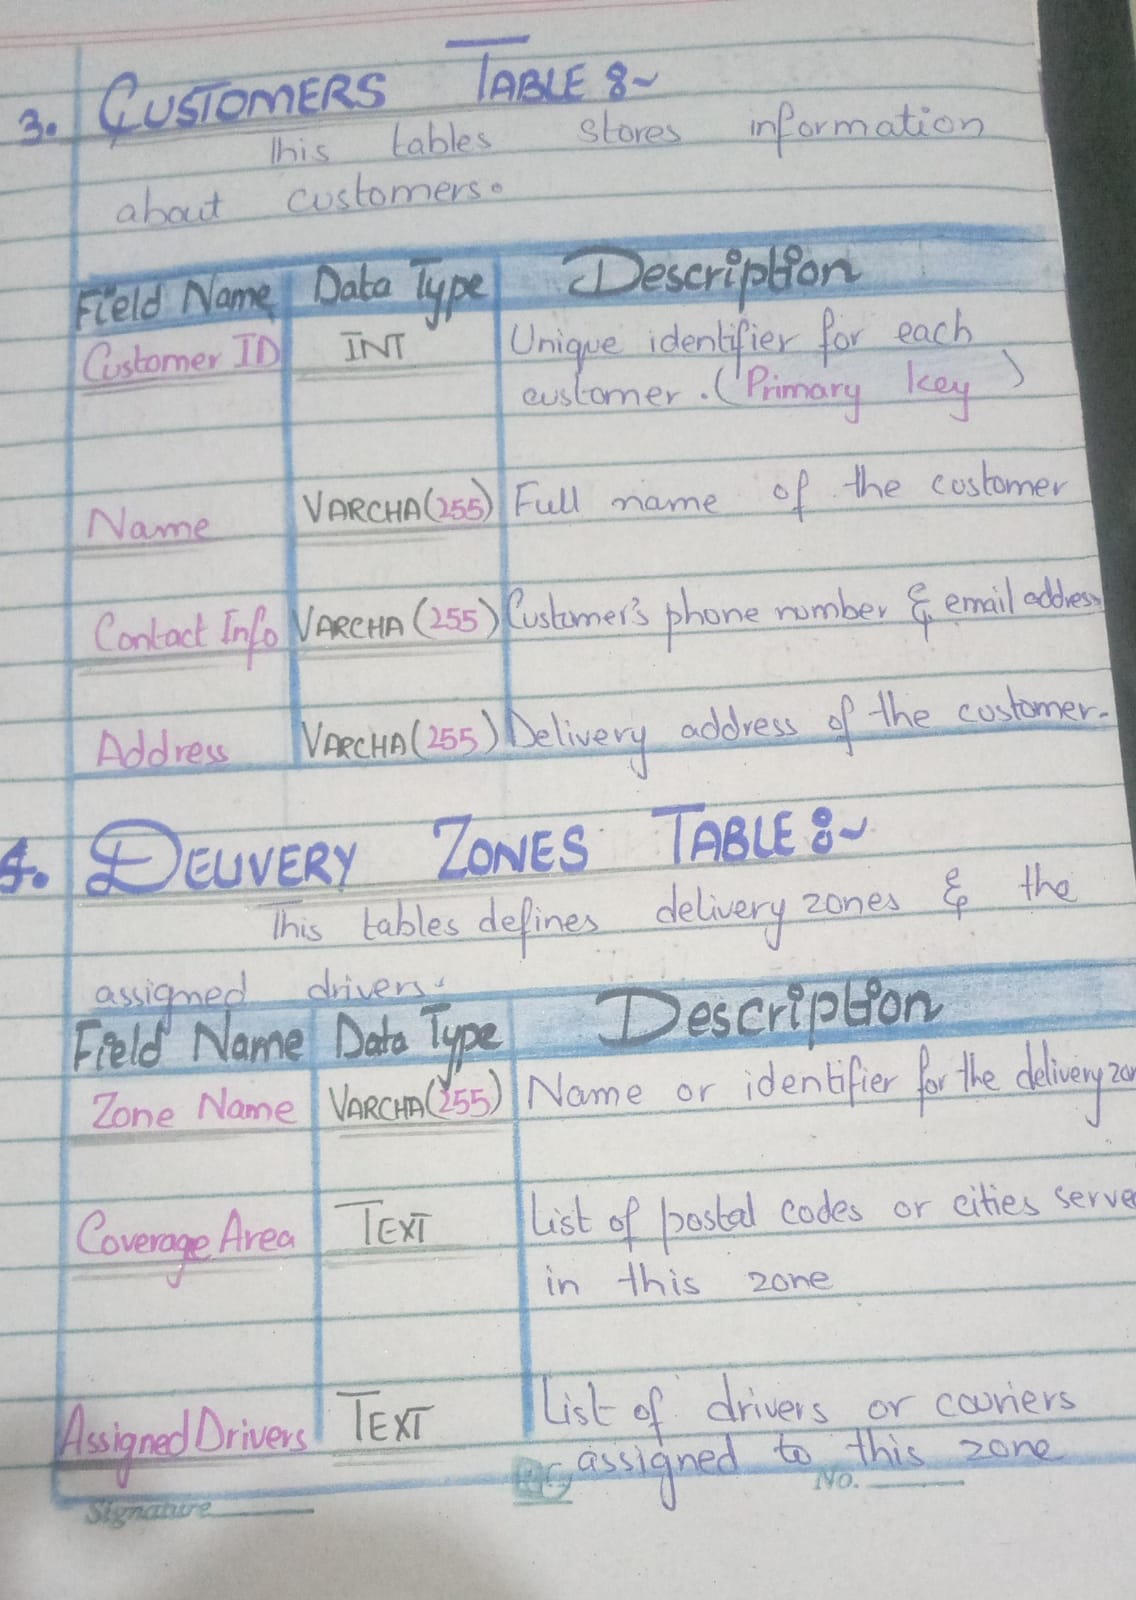 3. CUSTOMERS TABLE :~
This tables stores information
about customers.
Field Name Data Type Description
Customer ID INT Unique identifier for each
customer. (Primary key)
Name VARCHA(255) Full name of the customer
Contact Info VARCHA (255) Customer's phone number & email address
Address VARCHA(255) Delivery address of the customer.
4. DELIVERY ZONES TABLE :~
This tables defines delivery zones & the
assigned drivers.
Field Name Data Type Description
Zone Name VARCHA(255) Name or identifier for the delivery zon
Coverage Area TEXT List of postal codes or cities serve
in this zone
Assigned Drivers TEXT List of drivers or couriers
assigned to this zone
Signature No.